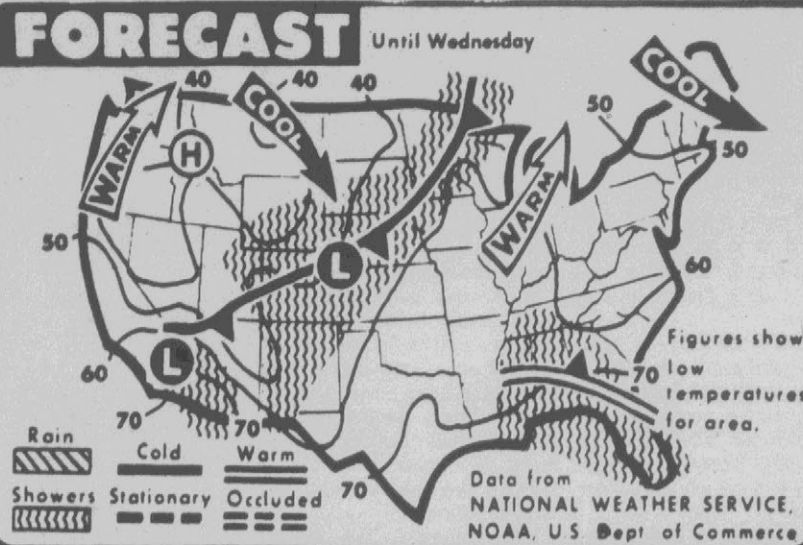 FORECAST
Until Wednesday
40
40
40
COOL
COOL
WARM
H
50
50
WARM
50
L
60
L
60
70
70
70
70
Figures show
low
temperatures
for area.
Rain
Cold
Warm
Showers
Stationary
Occluded
Data from
NATIONAL WEATHER SERVICE,
NOAA, U.S. Dept of Commerce